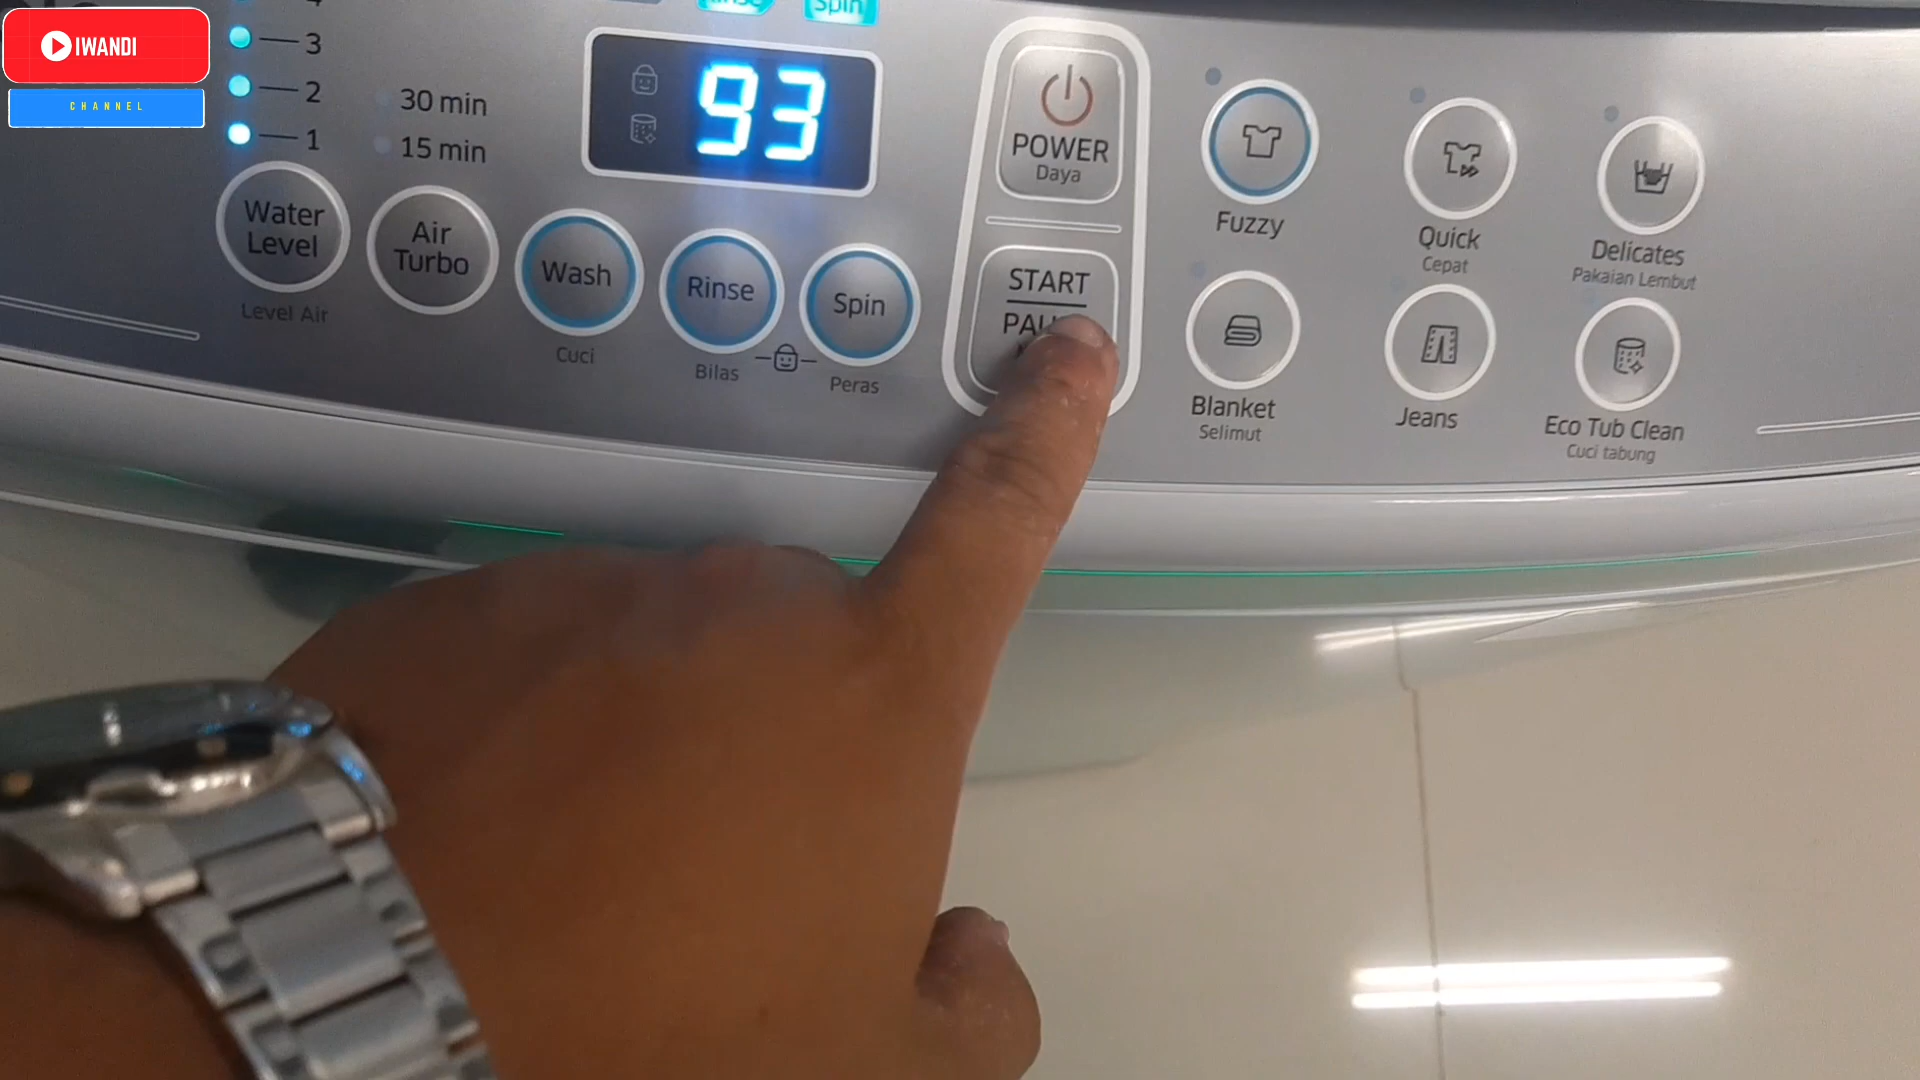 IWANDI
CHANNEL
3
2
1
30 min
15 min
Spin
93
POWER
Daya
START
Water
Level
Level Air
Air
Turbo
Wash
Cuci
Rinse
Bilas
Spin
Peras
Fuzzy
Quick
Cepat
Delicates
Pakaian Lembut
Blanket
Selimut
Jeans
Eco Tub Clean
Cuci tabung